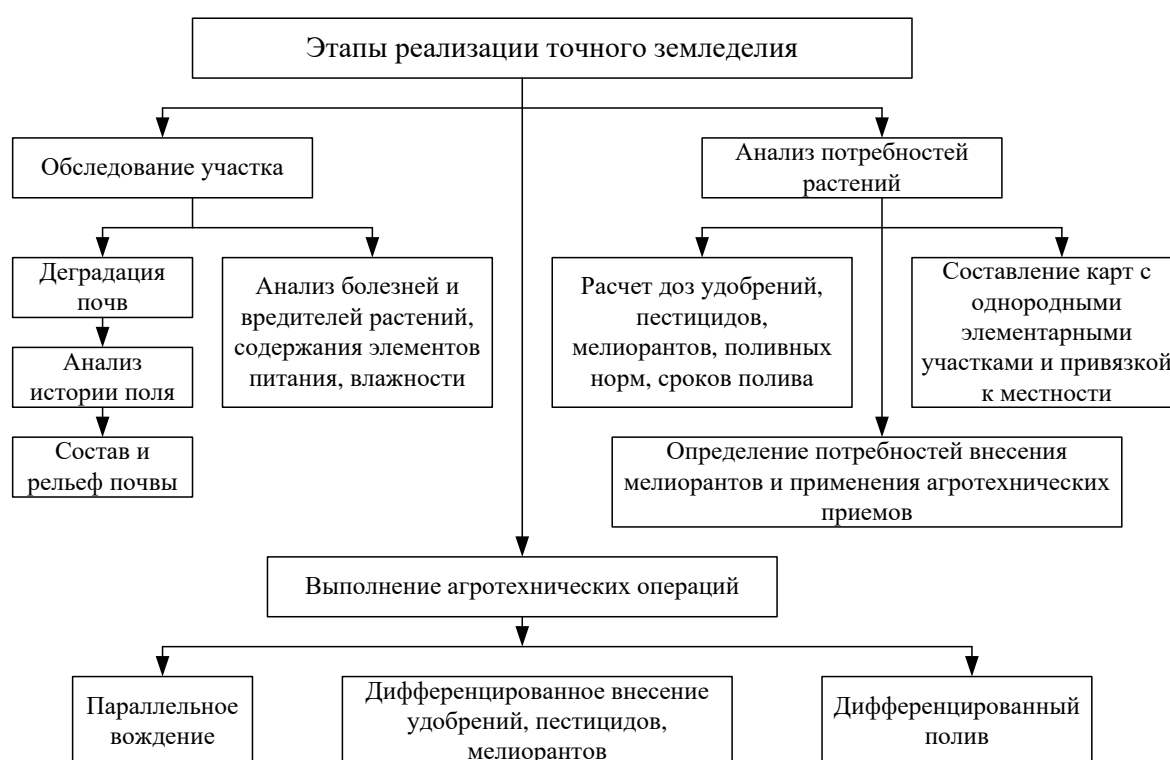 Этапы реализации точного земледелия
Обследование участка
Анализ потребностей
растений
Деградация
почв
Анализ
истории поля
Состав и
рельеф почвы
Анализ болезней и
вредителей растений,
содержания элементов
питания, влажности
Расчет доз удобрений,
пестицидов,
мелиорантов, поливных
норм, сроков полива
Составление карт с
однородными
элементарными
участками и привязкой
к местности
Определение потребностей внесения
мелиорантов и применения агротехнических
приемов
Выполнение агротехнических операций
Параллельное
вождение
Дифференцированное внесение
удобрений, пестицидов,
мелиорантов
Дифференцированный
полив